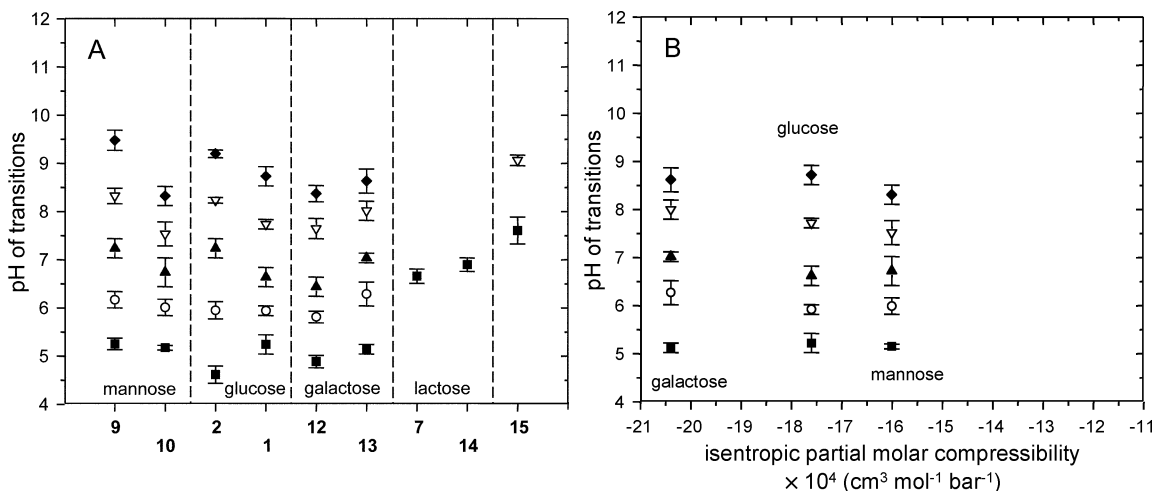 A
pH of transitions
12
11
10
9
8
7
6
5
4
mannose
glucose
galactose
lactose
9
10
2
1
12
13
7
14
15
B
pH of transitions
12
11
10
9
8
7
6
5
4
glucose
galactose
mannose
-21 -20 -19 -18 -17 -16 -15 -14 -13 -12 -11
isentropic partial molar compressibility
× 10⁴ (cm³ mol⁻¹ bar⁻¹)